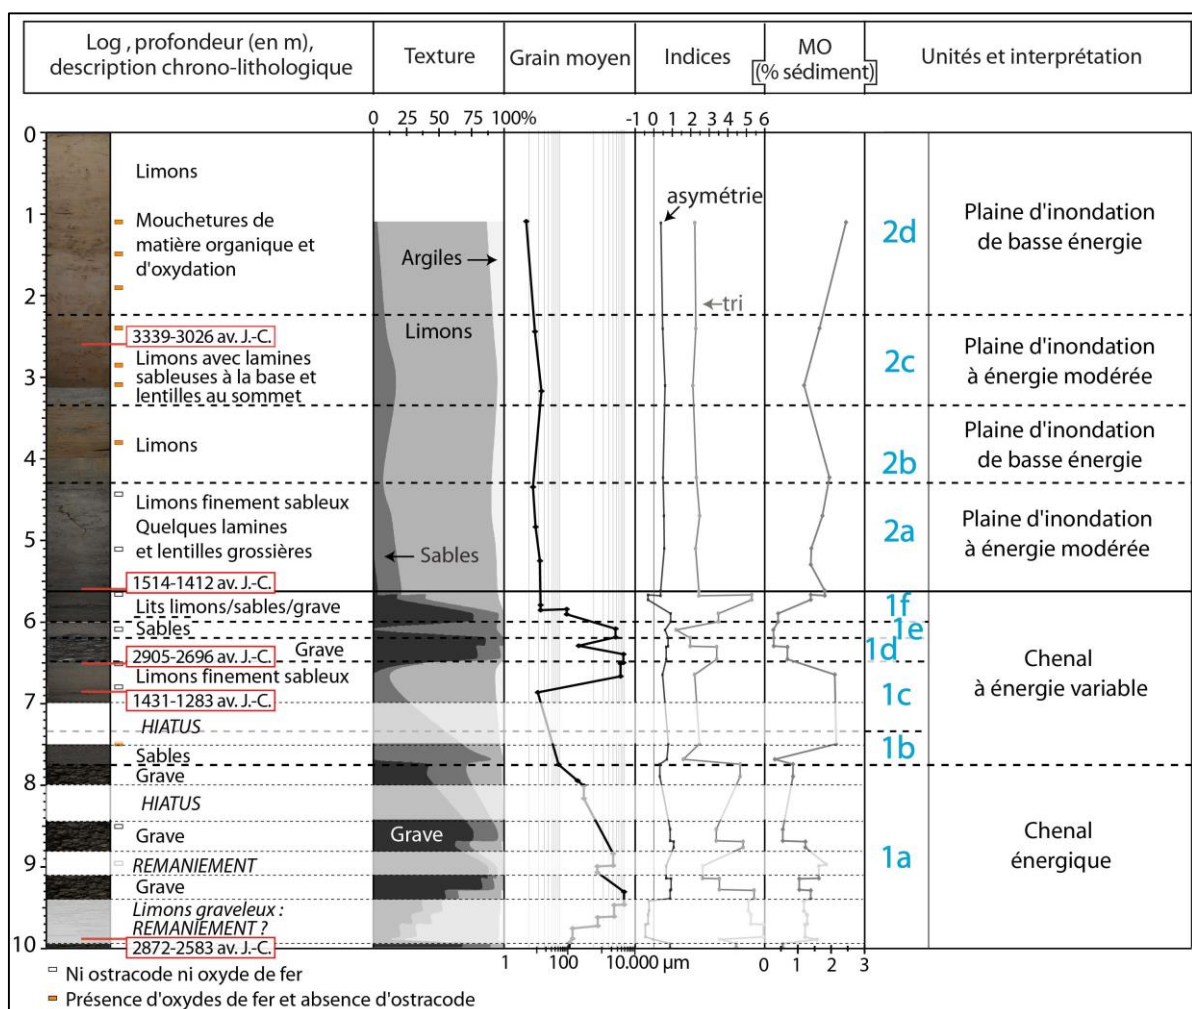 Log , profondeur (en m),
description chrono-lithologique
Texture
Grain moyen
Indices
MO
(% sédiment)
Unités et interprétation
0 25 50 75 100%
-1 0 1 2 3 4 5 6
0
1
2
3
4
5
6
7
8
9
10
Limons
Mouchetures de
matière organique et
d'oxydation
3339-3026 av. J.-C.
Limons avec lamines
sableuses à la base et
lentilles au sommet
Limons
Limons finement sableux
Quelques lamines
et lentilles grossières
1514-1412 av. J.-C.
Lits limons/sables/grave
Sables
Grave
2905-2696 av. J.-C.
Limons finement sableux
1431-1283 av. J.-C.
HIATUS
Sables
Grave
HIATUS
Grave
REMANIEMENT
Grave
Limons graveleux :
REMANIEMENT ?
2872-2583 av. J.-C.
Argiles
Limons
Sables
Grave
asymétrie
tri
2d
2c
2b
2a
1f
1e
1d
1c
1b
1a
Plaine d'inondation
de basse énergie
Plaine d'inondation
à énergie modérée
Plaine d'inondation
de basse énergie
Plaine d'inondation
à énergie modérée
Chenal
à énergie variable
Chenal
énergique
1 100 10.000 µm
0 1 2 3
Ni ostracode ni oxyde de fer
Présence d'oxydes de fer et absence d'ostracode